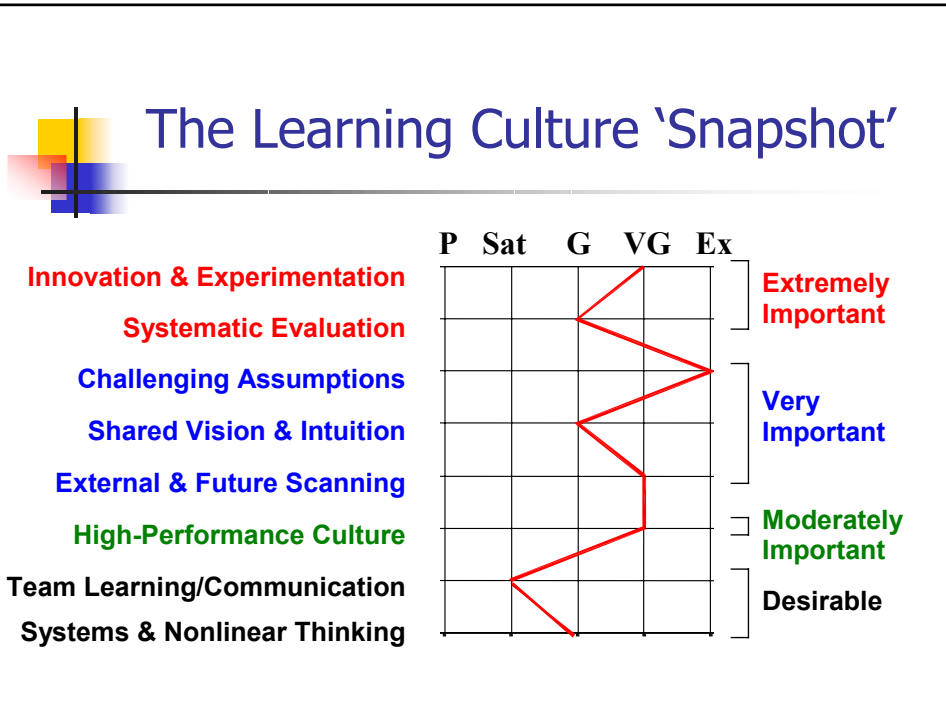 The Learning Culture ‘Snapshot’
P Sat G VG Ex
Innovation & Experimentation
Systematic Evaluation
Challenging Assumptions
Shared Vision & Intuition
External & Future Scanning
High-Performance Culture
Team Learning/Communication
Systems & Nonlinear Thinking
Extremely
Important
Very
Important
Moderately
Important
Desirable